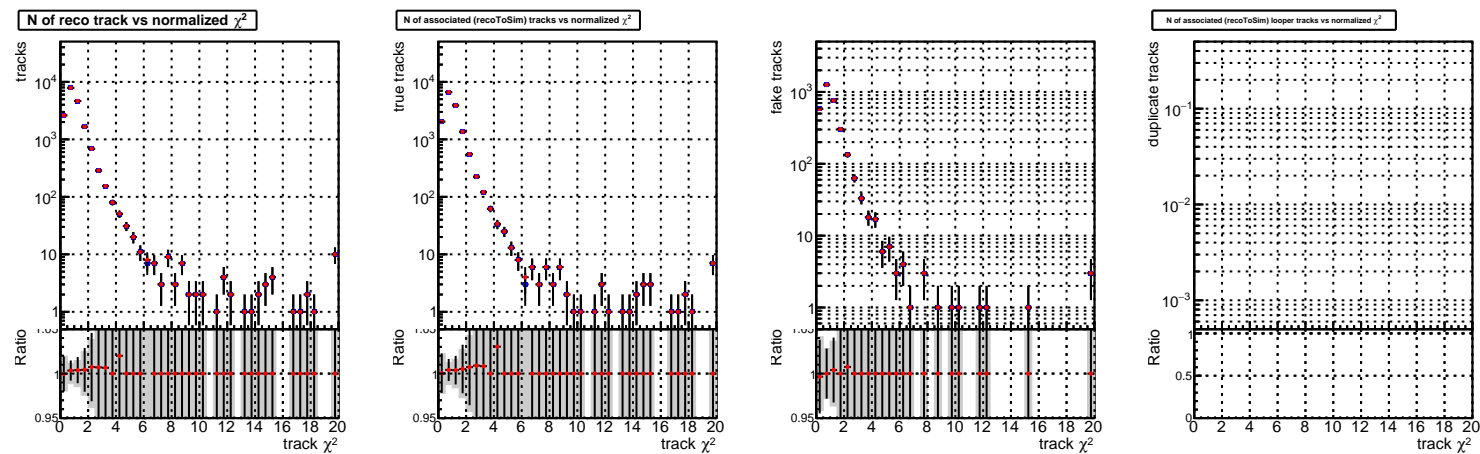 N of reco track vs normalized χ²
tracks
10⁴
10³
10²
10
1
Ratio
1.05
1
0.95
0 2 4 6 8 10 12 14 16 18 20
track χ²
N of associated (recoToSim) tracks vs normalized χ²
true tracks
10⁴
10³
10²
10
1
Ratio
1.05
1
0.95
0 2 4 6 8 10 12 14 16 18 20
track χ²
fake tracks
10³
10²
10
1
Ratio
1
0.95
0 2 4 6 8 10 12 14 16 18 20
track χ²
N of associated (recoToSim) looper tracks vs normalized χ²
duplicate tracks
10⁻¹
10⁻²
10⁻³
Ratio
1
0.5
0
0 2 4 6 8 10 12 14 16 18 20
track χ²